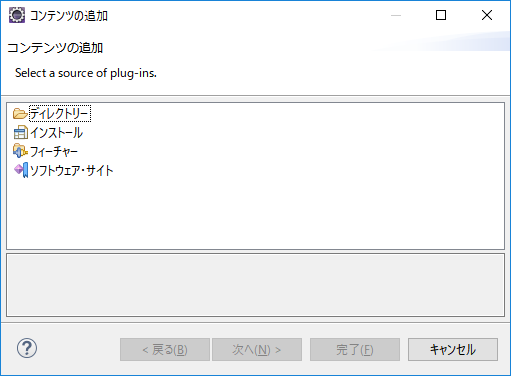 コンテンツの追加
コンテンツの追加
Select a source of plug-ins.
ディレクトリー
インストール
フィーチャー
ソフトウェア・サイト
?
< 戻る(B)
次へ(N) >
完了(F)
キャンセル